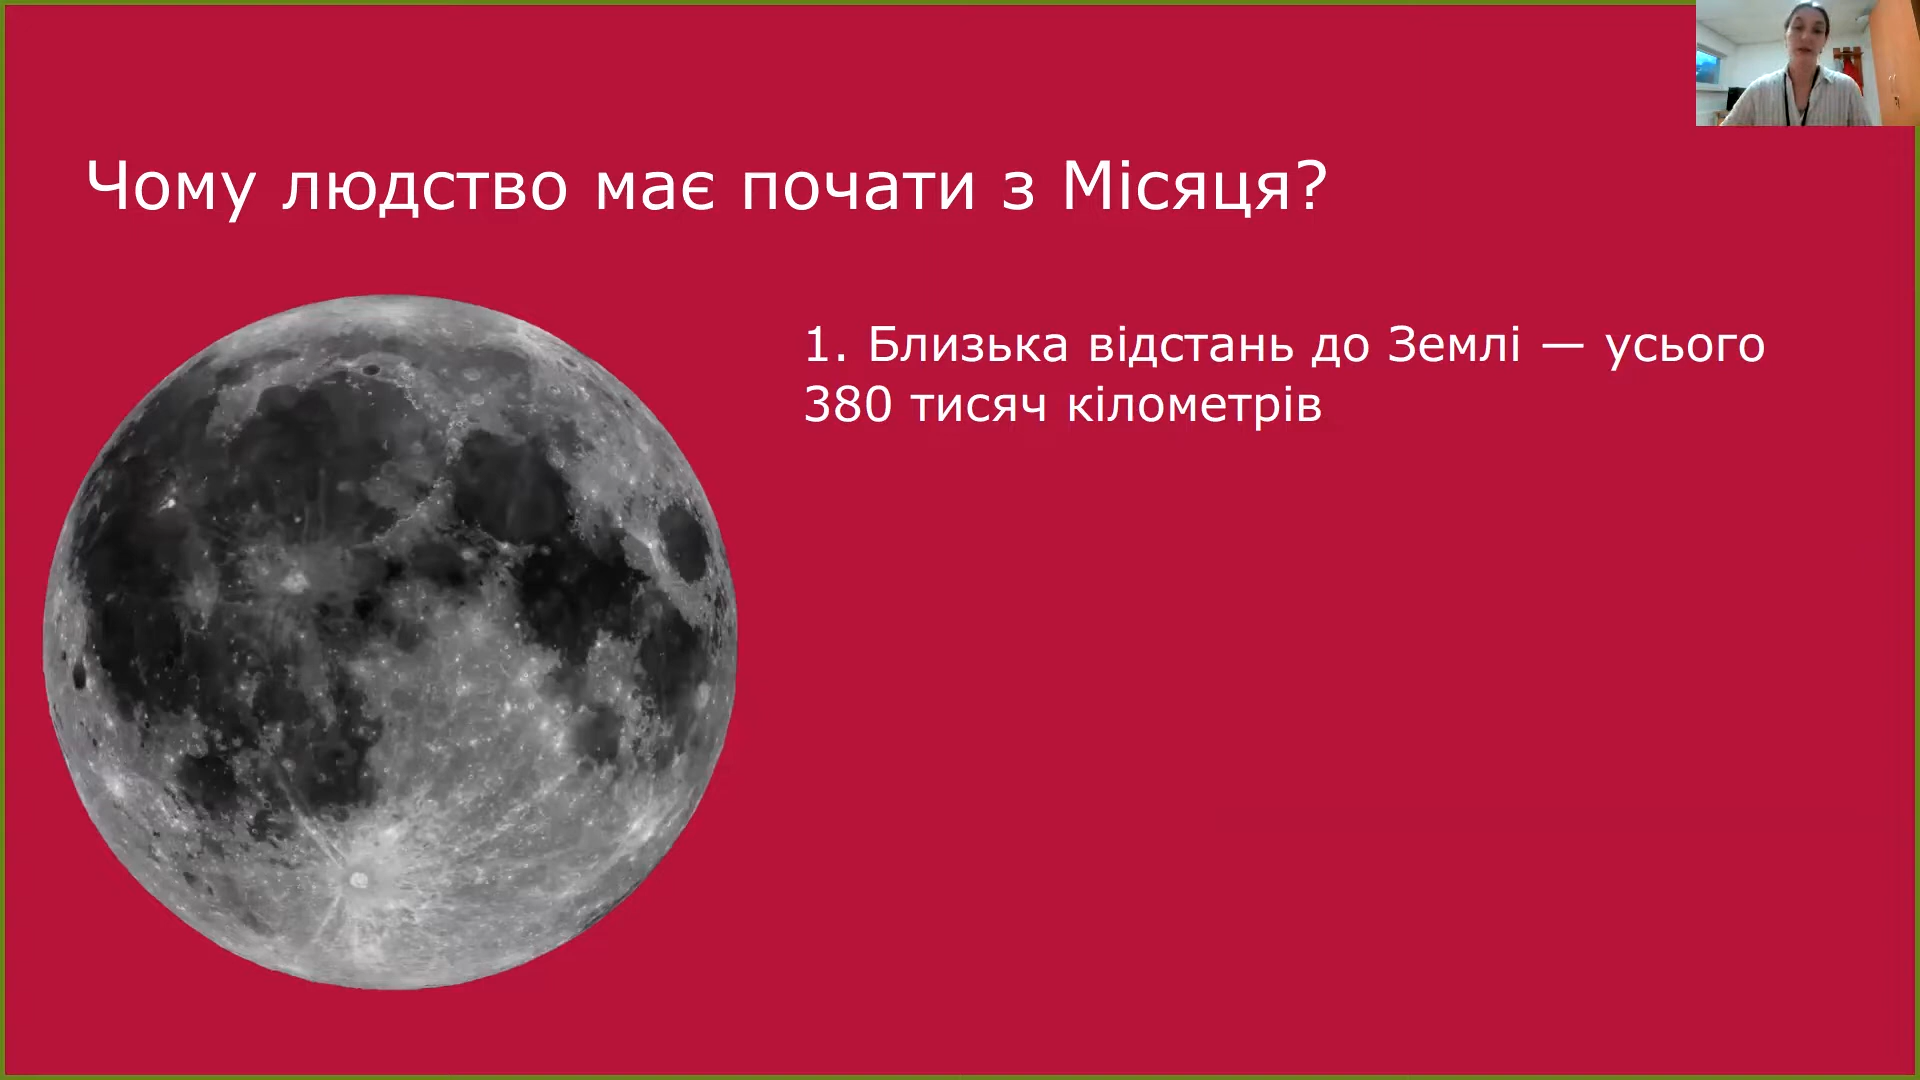 Чому людство має почати з Місяця?
1. Близька відстань до Землі — усього
380 тисяч кілометрів